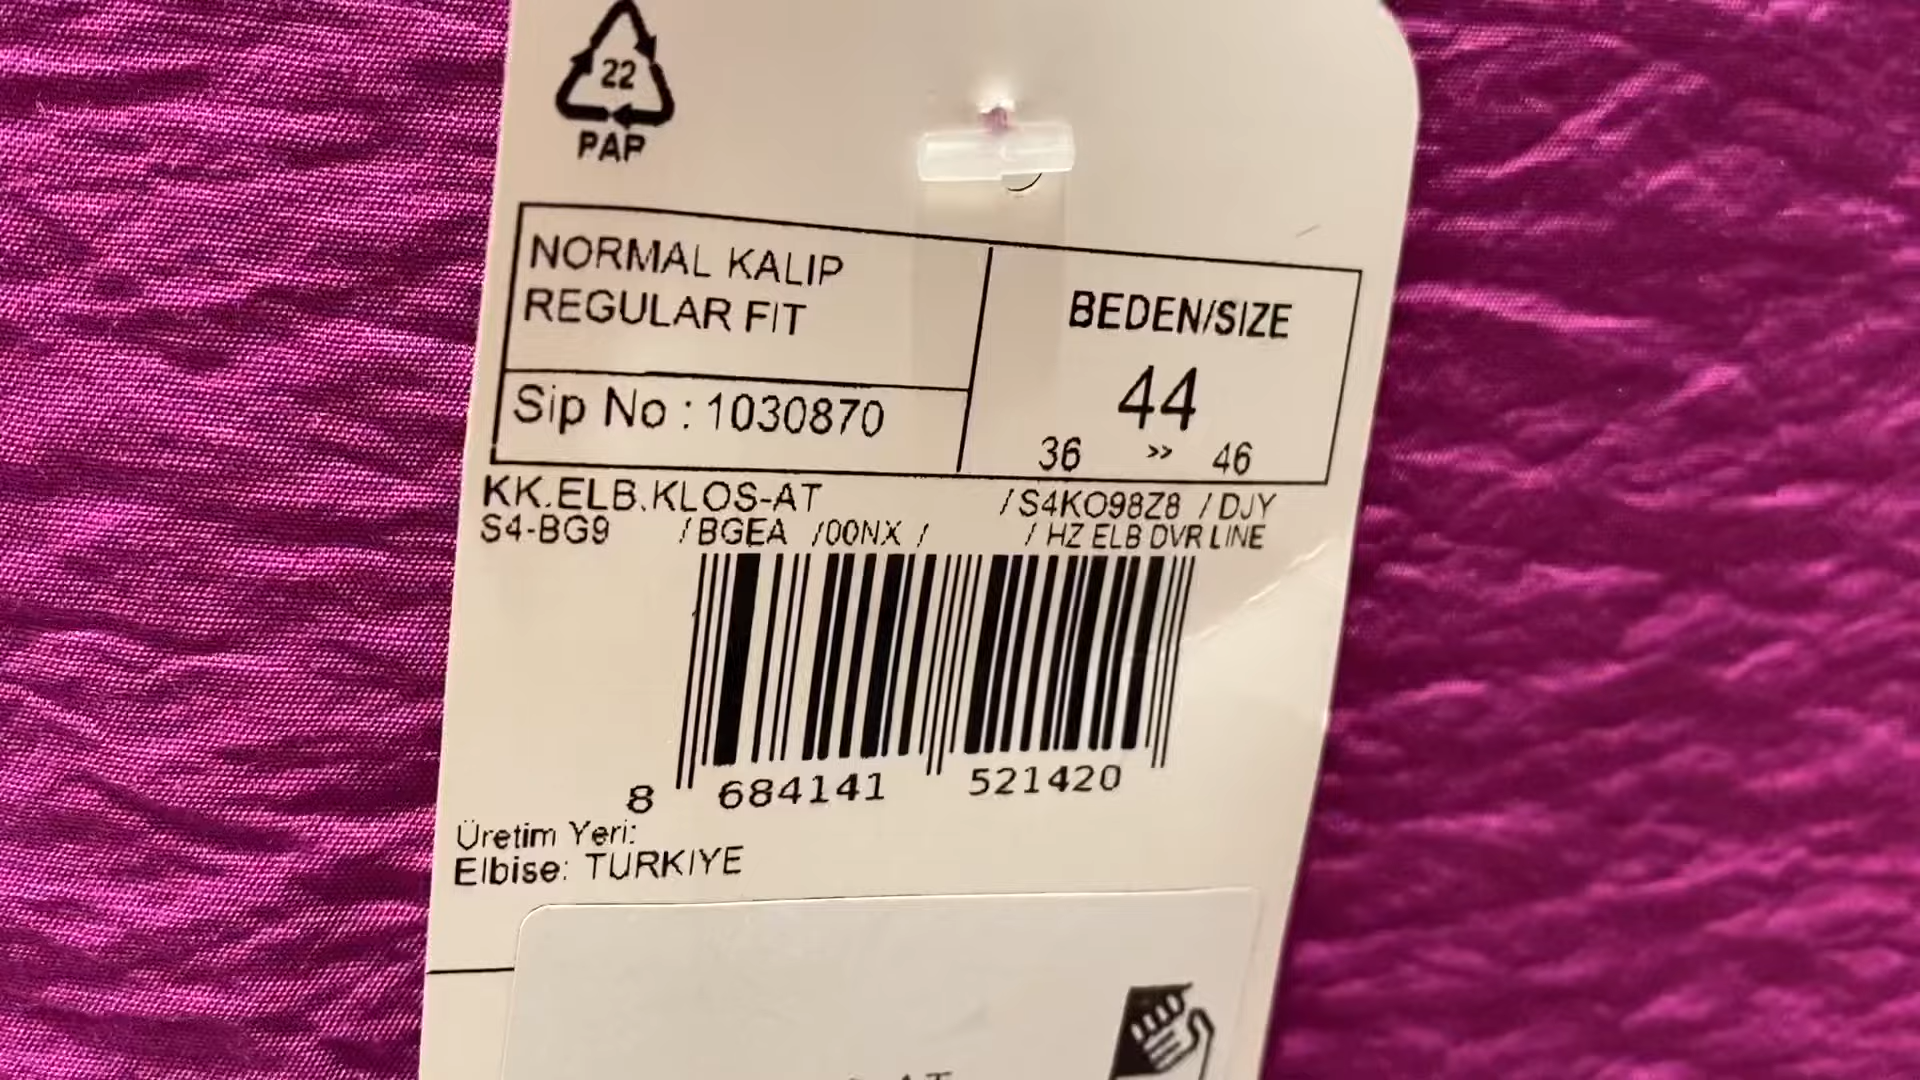 22
PAP
NORMAL KALIP
REGULAR FIT
BEDEN/SIZE
44
36 >> 46
Sip No : 1030870
KK.ELB.KLOS-AT /S4KO98Z8 /DJY
S4-BG9 /BGEA /00NX / / HZ ELB DVR LINE
8 684141 521420
Üretim Yeri:
Elbise: TURKIYE